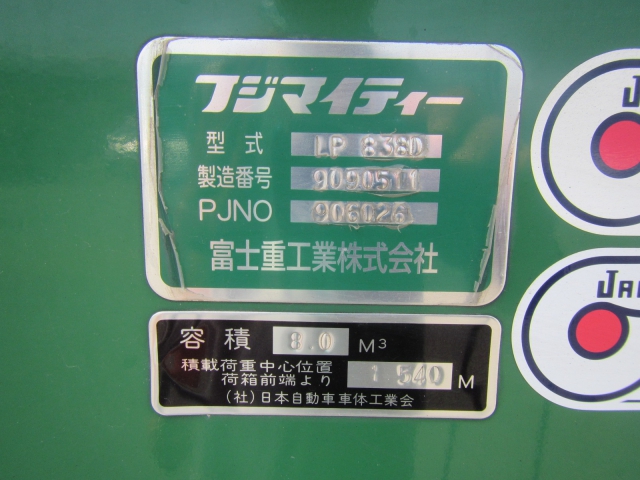 フジマイティー
型式 LP 838D
製造番号 9090511
PJNO 906026
富士重工業株式会社
容積 8.0 M³
積載荷重中心位置
荷箱前端より 1 540 M
(社)日本自動車車体工業会
JA
JAB